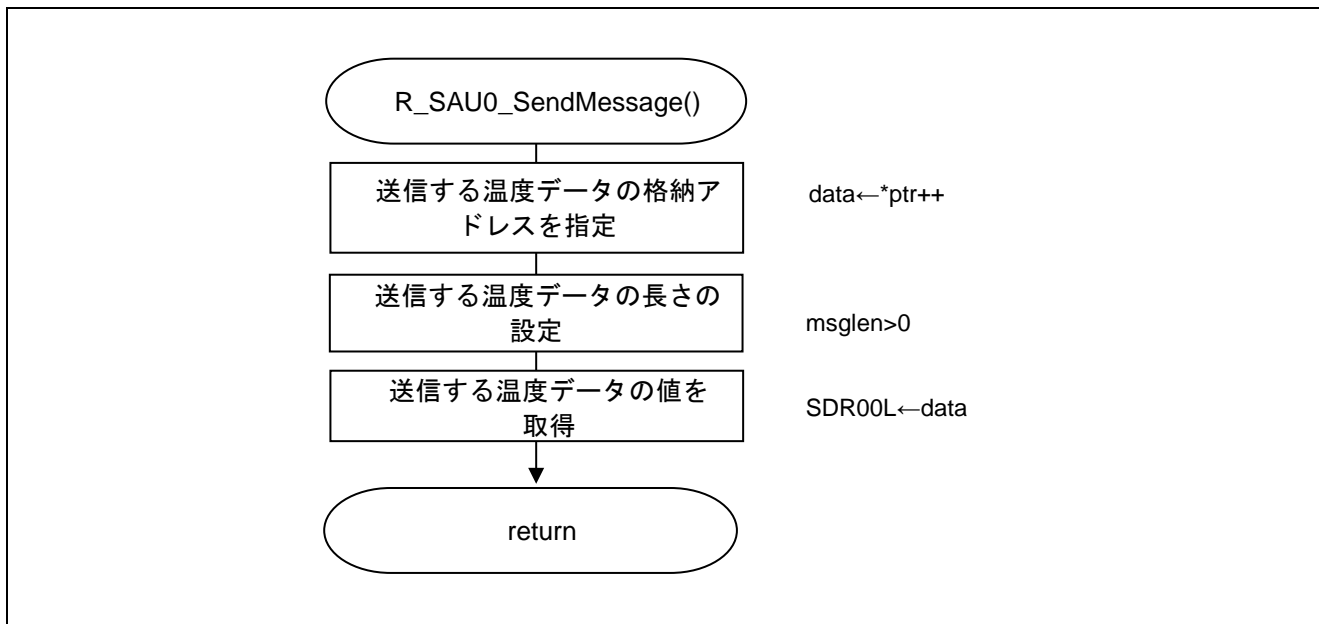 R_SAU0_SendMessage()
送信する温度データの格納ア
ドレスを指定
data←*ptr++
送信する温度データの長さの
設定
msglen>0
送信する温度データの値を
取得
SDR00L←data
return